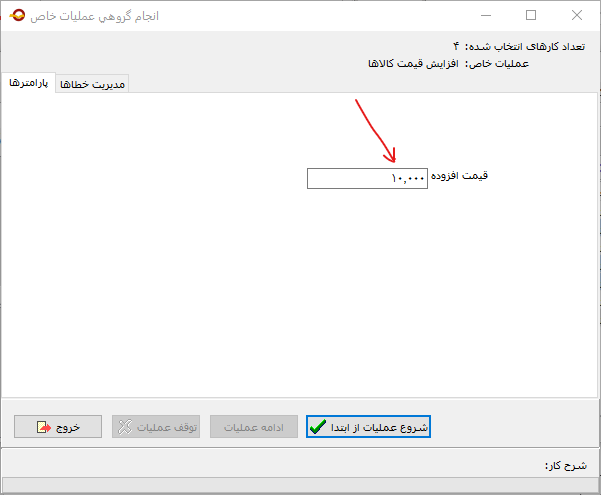 انجام گروهي عمليات خاص
تعداد کارهای انتخاب شده: ۴
عملیات خاص: افزایش قیمت کالاها
پارامترها
مدیریت خطاها
قیمت افزوده ۱۰,۰۰۰
شروع عملیات از ابتدا
ادامه عملیات
توقف عملیات
خروج
شرح کار: